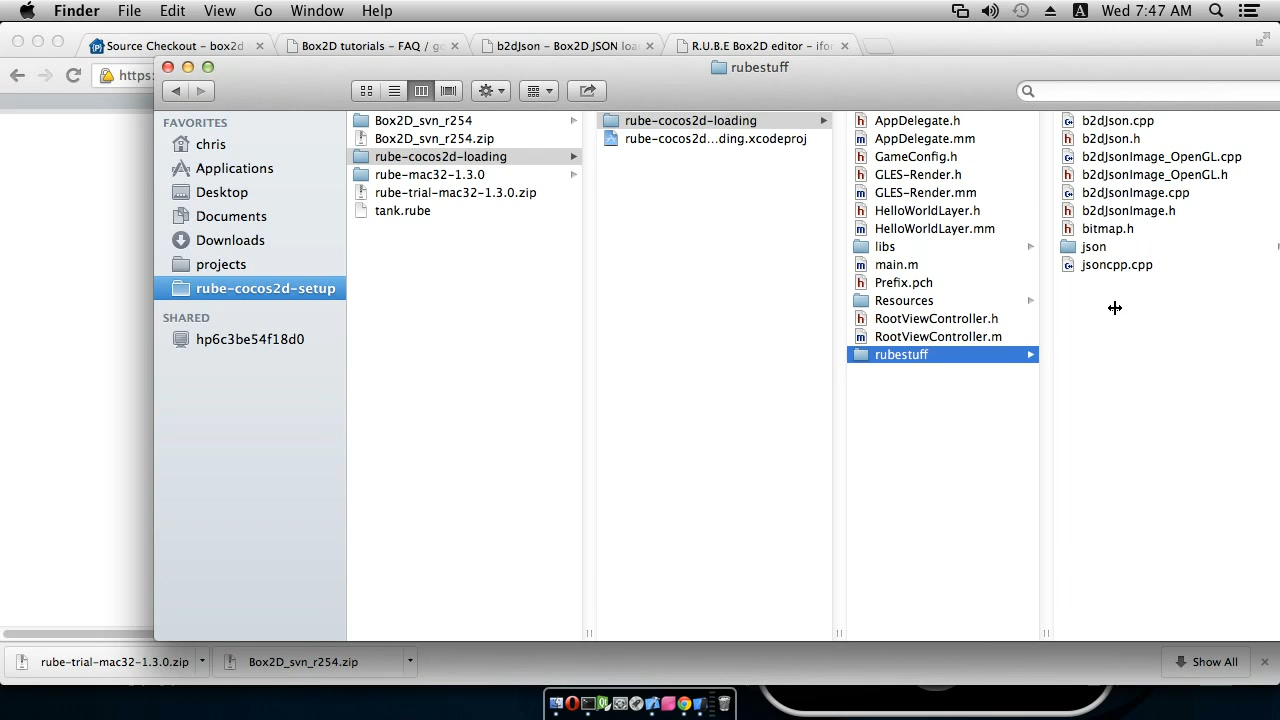 Finder File Edit View Go Window Help A Wed 7:47 AM
Source Checkout – box2d
Box2D tutorials – FAQ / go
b2dJson – Box2D JSON loa
R.U.B.E Box2D editor – ifor
https:
rubestuff
FAVORITES
chris
Applications
Desktop
Documents
Downloads
projects
rube-cocos2d-setup
SHARED
hp6c3be54f18d0
Box2D_svn_r254
Box2D_svn_r254.zip
rube-cocos2d-loading
rube-mac32-1.3.0
rube-trial-mac32-1.3.0.zip
tank.rube
rube-cocos2d-loading
rube-cocos2d...ding.xcodeproj
AppDelegate.h
AppDelegate.mm
GameConfig.h
GLES-Render.h
GLES-Render.mm
HelloWorldLayer.h
HelloWorldLayer.mm
libs
main.m
Prefix.pch
Resources
RootViewController.h
RootViewController.m
rubestuff
b2dJson.cpp
b2dJson.h
b2dJsonImage_OpenGL.cpp
b2dJsonImage_OpenGL.h
b2dJsonImage.cpp
b2dJsonImage.h
bitmap.h
json
jsoncpp.cpp
rube-trial-mac32-1.3.0.zip
Box2D_svn_r254.zip
Show All